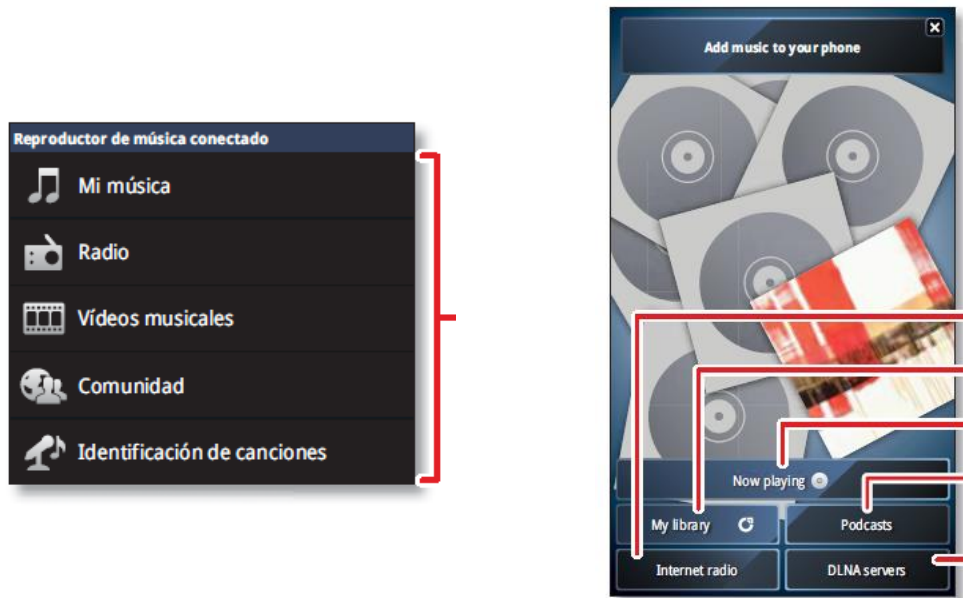 Reproductor de música conectado
Mi música
Radio
Vídeos musicales
Comunidad
Identificación de canciones
Add music to your phone
Now playing
My library
Podcasts
Internet radio
DLNA servers